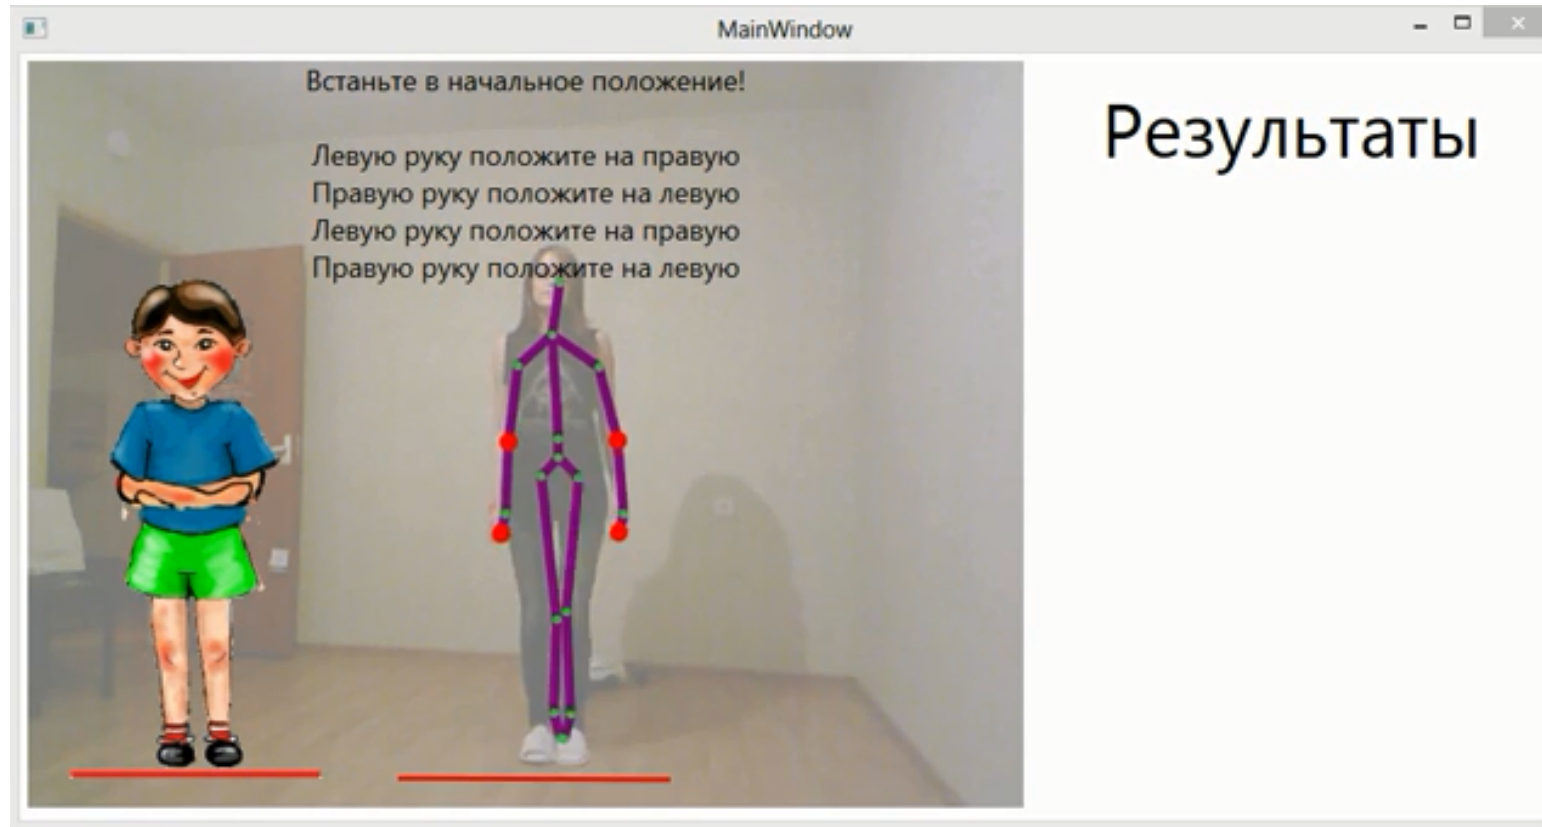 MainWindow
Встаньте в начальное положение!
Левую руку положите на правую
Правую руку положите на левую
Левую руку положите на правую
Правую руку положите на левую
Результаты